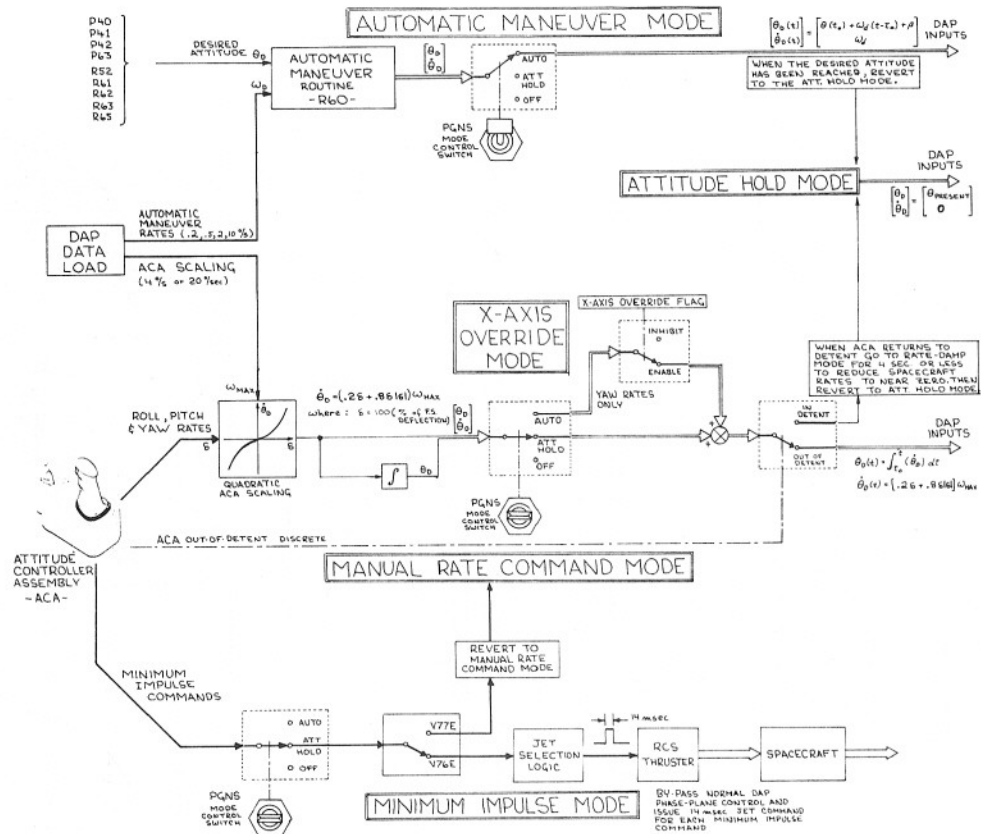 AUTOMATIC MANEUVER MODE
P40
P41
P42
P63
R52
R61
R62
R63
R65
DESIRED
ATTITUDE
θD
ωD
AUTOMATIC
MANEUVER
ROUTINE
-R60-
[θD
θ̇D]
AUTO
ATT
HOLD
OFF
PGNS
MODE
CONTROL
SWITCH
DAP
INPUTS
WHEN THE DESIRED ATTITUDE
HAS BEEN REACHED, REVERT
TO THE ATT. HOLD MODE.
ATTITUDE HOLD MODE
DAP
INPUTS
[θD
θ̇D] = [θPRESENT
0]
AUTOMATIC
MANEUVER
RATES (.2,.5,2,10°/s)
DAP
DATA
LOAD
ACA SCALING
(4°/s or 20°/sec)
X-AXIS
OVERRIDE
MODE
X-AXIS OVERRIDE FLAG
INHIBIT
ENABLE
WHEN ACA RETURNS TO
DETENT GO TO RATE-DAMP
MODE FOR 4 SEC OR LESS
TO REDUCE SPACECRAFT
RATES TO NEAR ZERO. THEN
REVERT TO ATT. HOLD MODE.
ROLL, PITCH
& YAW RATES
ωMAX
θ̇D
δ
δ
QUADRATIC
ACA SCALING
θ̇D = (.2δ + .8δ|δ|) ωMAX
where: δ = 100 (% of F.S.
DEFLECTION)
[θD
θ̇D]
∫
θD
AUTO
ATT
HOLD
OFF
YAW RATES
ONLY
+
+
IN
DETENT
OUT OF
DETENT
DAP
INPUTS
θD(t) = ∫ (θ̇D) dt
θ̇D(t) = [.2δ + .8δ|δ|] ωMAX
PGNS
MODE
CONTROL
SWITCH
ACA OUT-OF-DETENT DISCRETE
ATTITUDE
CONTROLLER
ASSEMBLY
-ACA-
MANUAL RATE COMMAND MODE
REVERT TO
MANUAL RATE
COMMAND MODE
MINIMUM
IMPULSE
COMMANDS
AUTO
ATT
HOLD
OFF
V77E
V76E
JET
SELECTION
LOGIC
14 msec
RCS
THRUSTER
SPACECRAFT
PGNS
MODE
CONTROL
SWITCH
MINIMUM IMPULSE MODE
BY-PASS NORMAL DAP
PHASE-PLANE CONTROL AND
ISSUE 14 msec JET COMMAND
FOR EACH MINIMUM IMPULSE
COMMAND